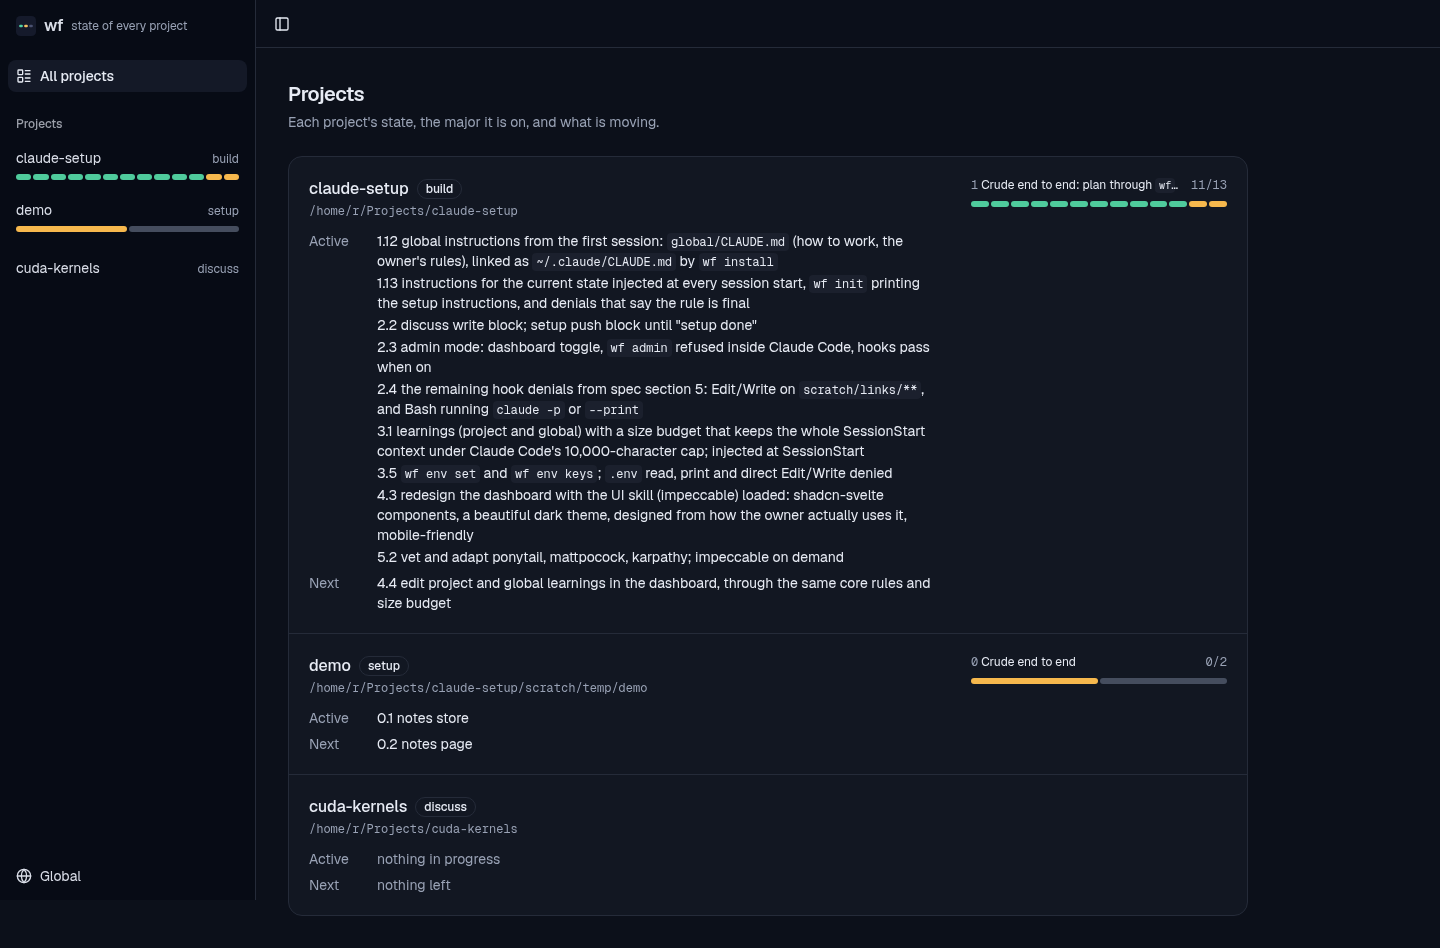 wf state of every project
All projects
Projects
claude-setup build
demo setup
cuda-kernels discuss
Global
Projects
Each project's state, the major it is on, and what is moving.
claude-setup build
/home/r/Projects/claude-setup
1 Crude end to end: plan through wf… 11/13
Active 1.12 global instructions from the first session: global/CLAUDE.md (how to work, the
owner's rules), linked as ~/.claude/CLAUDE.md by wf install
1.13 instructions for the current state injected at every session start, wf init printing
the setup instructions, and denials that say the rule is final
2.2 discuss write block; setup push block until "setup done"
2.3 admin mode: dashboard toggle, wf admin refused inside Claude Code, hooks pass
when on
2.4 the remaining hook denials from spec section 5: Edit/Write on scratch/links/**,
and Bash running claude -p or --print
3.1 learnings (project and global) with a size budget that keeps the whole SessionStart
context under Claude Code's 10,000-character cap; injected at SessionStart
3.5 wf env set and wf env keys; .env read, print and direct Edit/Write denied
4.3 redesign the dashboard with the UI skill (impeccable) loaded: shadcn-svelte
components, a beautiful dark theme, designed from how the owner actually uses it,
mobile-friendly
5.2 vet and adapt ponytail, mattpocock, karpathy; impeccable on demand
Next 4.4 edit project and global learnings in the dashboard, through the same core rules and
size budget
demo setup
/home/r/Projects/claude-setup/scratch/temp/demo
0 Crude end to end 0/2
Active 0.1 notes store
Next 0.2 notes page
cuda-kernels discuss
/home/r/Projects/cuda-kernels
Active nothing in progress
Next nothing left